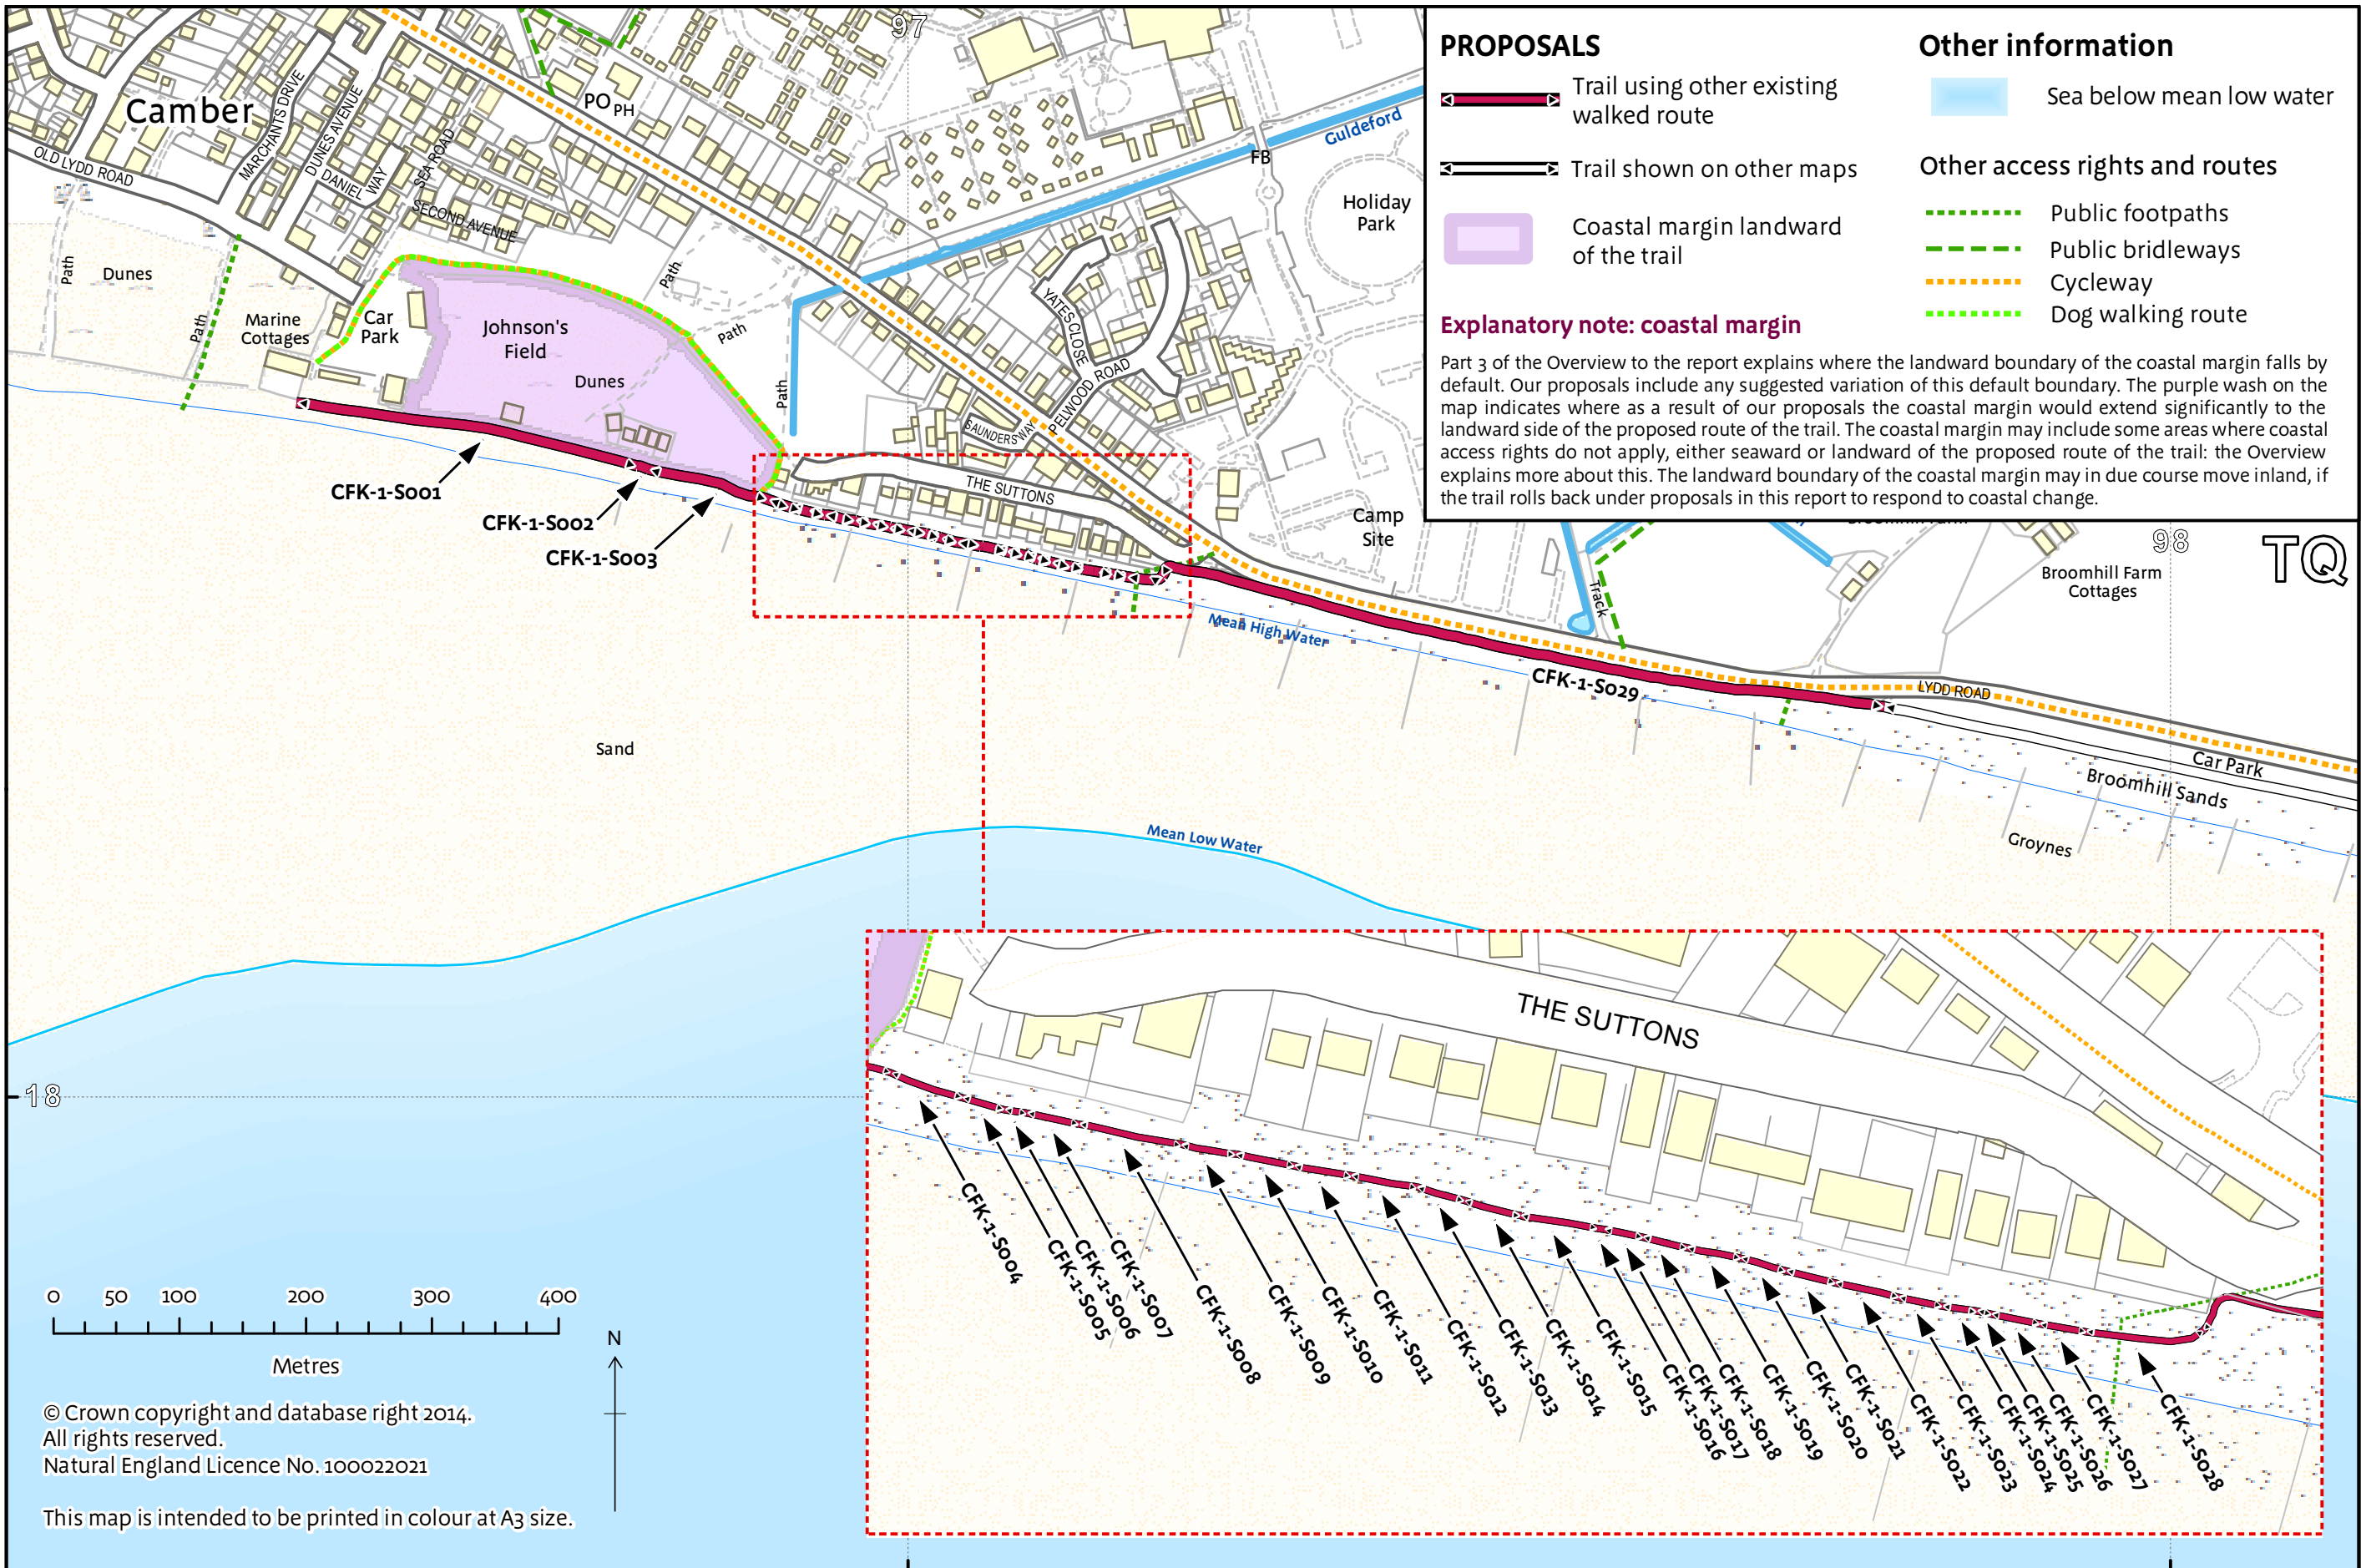 PROPOSALS
Trail using other existing
walked route
Trail shown on other maps
Coastal margin landward
of the trail
Other information
Sea below mean low water
Other access rights and routes
Public footpaths
Public bridleways
Cycleway
Dog walking route
Explanatory note: coastal margin
Part 3 of the Overview to the report explains where the landward boundary of the coastal margin falls by
default. Our proposals include any suggested variation of this default boundary. The purple wash on the
map indicates where as a result of our proposals the coastal margin would extend significantly to the
landward side of the proposed route of the trail. The coastal margin may include some areas where coastal
access rights do not apply, either seaward or landward of the proposed route of the trail: the Overview
explains more about this. The landward boundary of the coastal margin may in due course move inland, if
the trail rolls back under proposals in this report to respond to coastal change.
97
Camber
PO
PH
MARCHANTS DRIVE
DUNES AVENUE
OLD LYDD ROAD
DANIEL WAY
SEA ROAD
SECOND AVENUE
FB
Guldeford
Holiday
Park
Path
Dunes
Path
Marine
Cottages
Car
Park
Johnson's
Field
Dunes
Path
Path
Path
YATES CLOSE
PELWOOD ROAD
SAUNDERS WAY
THE SUTTONS
Camp
Site
CFK-1-S001
CFK-1-S002
CFK-1-S003
98
TQ
Broomhill Farm
Cottages
Track
Mean High Water
CFK-1-S029
LYDD ROAD
Car Park
Broomhill Sands
Groynes
Sand
Mean Low Water
THE SUTTONS
18
CFK-1-S004
CFK-1-S005
CFK-1-S006
CFK-1-S007
CFK-1-S008
CFK-1-S009
CFK-1-S010
CFK-1-S011
CFK-1-S012
CFK-1-S013
CFK-1-S014
CFK-1-S015
CFK-1-S016
CFK-1-S017
CFK-1-S018
CFK-1-S019
CFK-1-S020
CFK-1-S021
CFK-1-S022
CFK-1-S023
CFK-1-S024
CFK-1-S025
CFK-1-S026
CFK-1-S027
CFK-1-S028
0 50 100 200 300 400
Metres
N
© Crown copyright and database right 2014.
All rights reserved.
Natural England Licence No. 100022021
This map is intended to be printed in colour at A3 size.